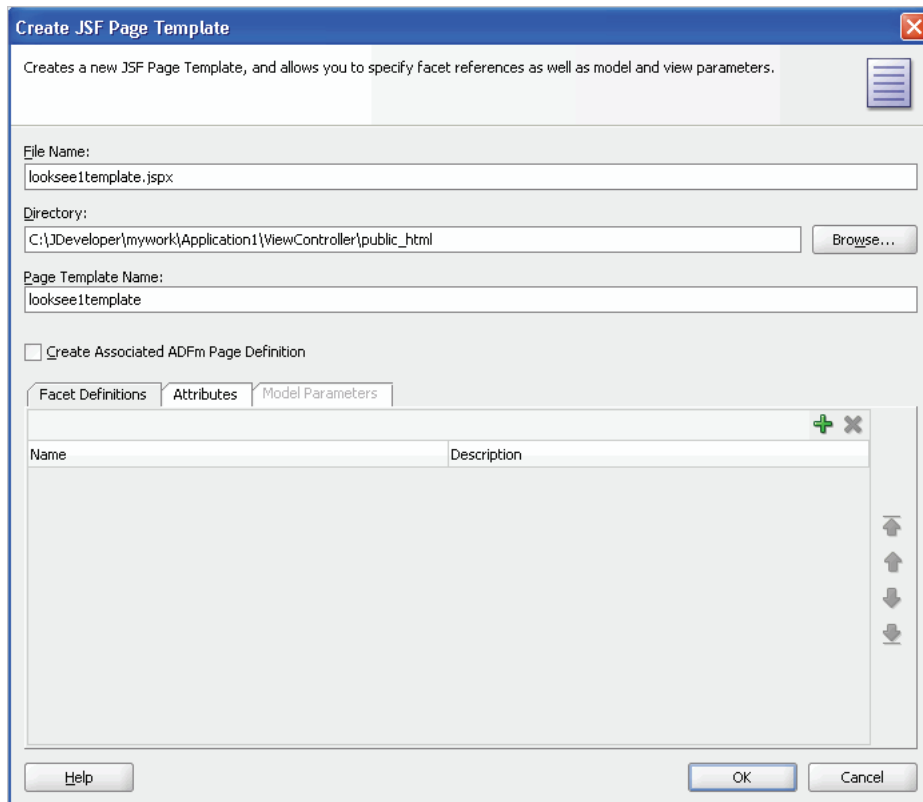 Create JSF Page Template
Creates a new JSF Page Template, and allows you to specify facet references as well as model and view parameters.
File Name:
looksee1template.jspx
Directory:
C:\JDeveloper\mywork\Application1\ViewController\public_html
Browse...
Page Template Name:
looksee1template
Create Associated ADFm Page Definition
Facet Definitions Attributes Model Parameters
Name Description
Help OK Cancel